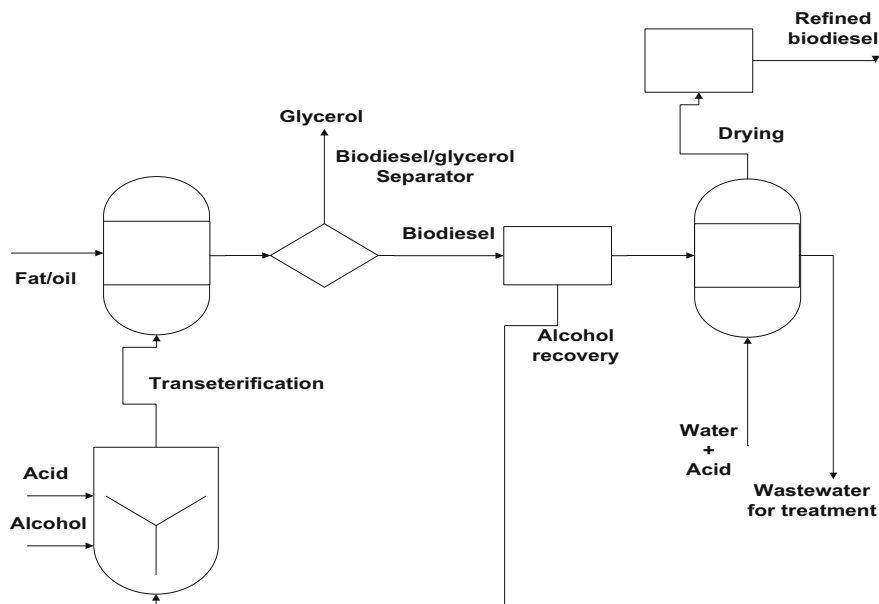 Refined
biodiesel
Glycerol
Drying
Biodiesel/glycerol
Separator
Biodiesel
Fat/oil
Alcohol
recovery
Transeterification
Water
+
Acid
Acid
Alcohol
Wastewater
for treatment